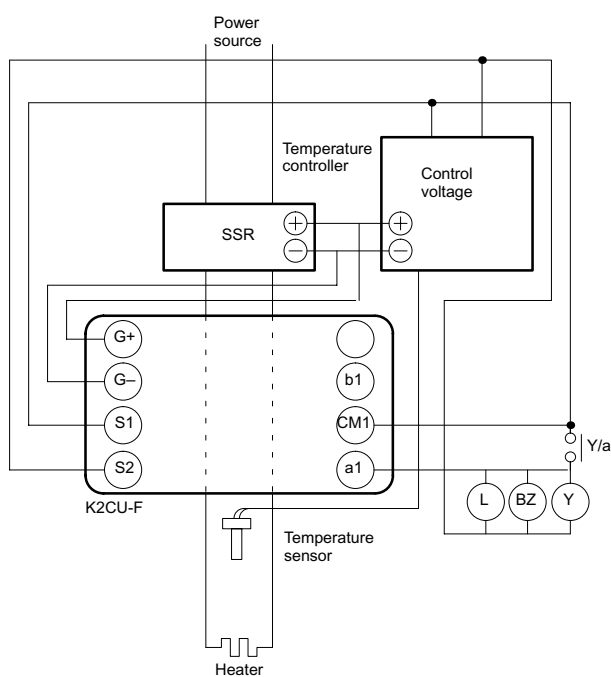 Power
source
Temperature
controller
Control
voltage
SSR
+
+
−
−
G+
G–
b1
S1
CM1
Y/a
S2
a1
L
BZ
Y
K2CU-F
Temperature
sensor
Heater